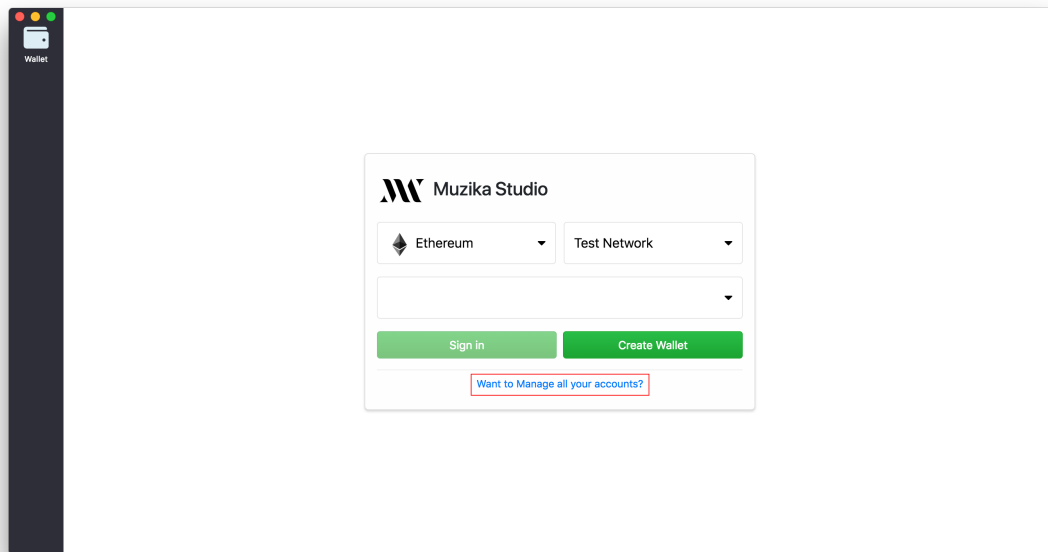 Wallet
Muzika Studio
Ethereum
Test Network
Sign in
Create Wallet
Want to Manage all your accounts?